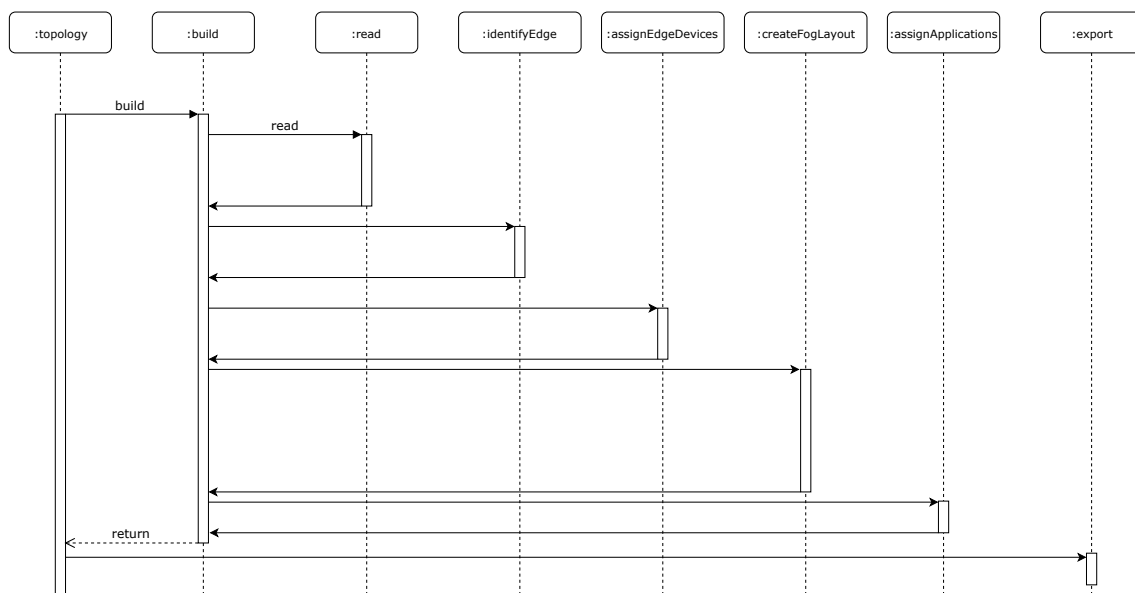 :topology
:build
:read
:identifyEdge
:assignEdgeDevices
:createFogLayout
:assignApplications
:export
build
read
return